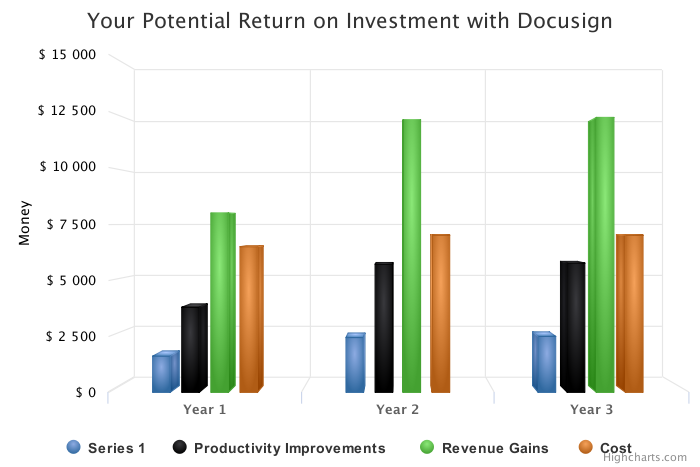 Your Potential Return on Investment with Docusign
$ 15 000
$ 12 500
$ 10 000
$ 7 500
$ 5 000
$ 2 500
$ 0
Money
Year 1
Year 2
Year 3
Series 1
Productivity Improvements
Revenue Gains
Cost
Highcharts.com